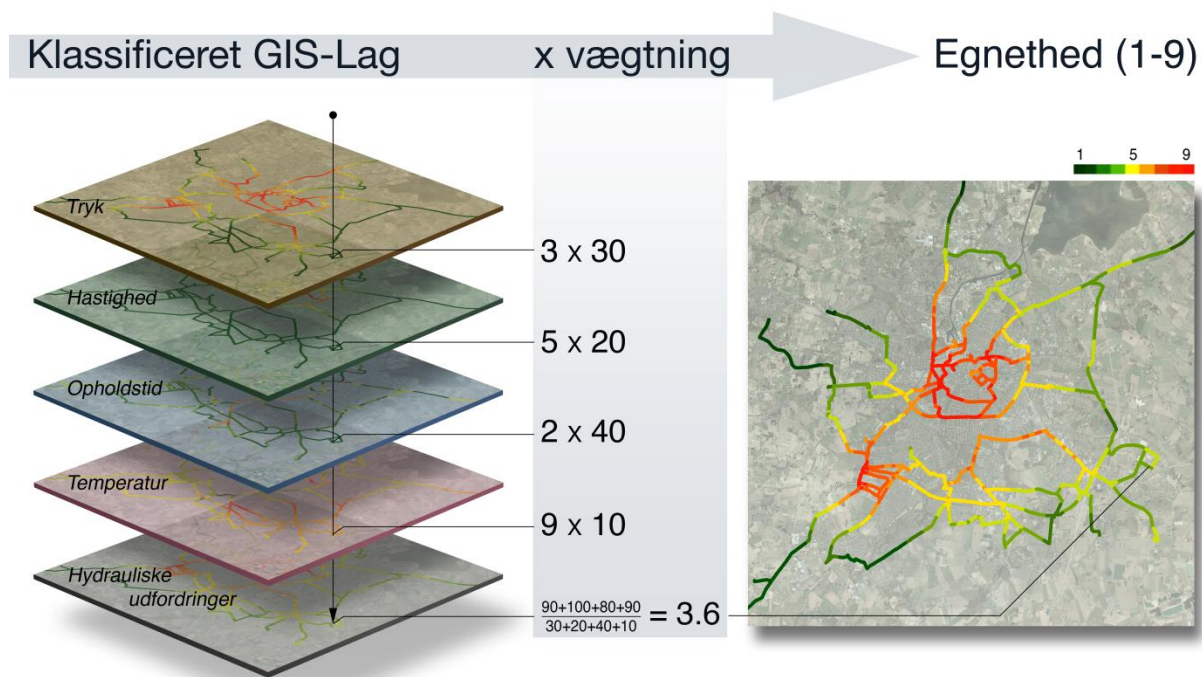 Klassificeret GIS-Lag x vægtning Egnethed (1-9)
Tryk
3 x 30
Hastighed
5 x 20
Opholdstid
2 x 40
Temperatur
9 x 10
Hydrauliske
udfordringer
90+100+80+90
30+20+40+10
= 3.6
1 5 9